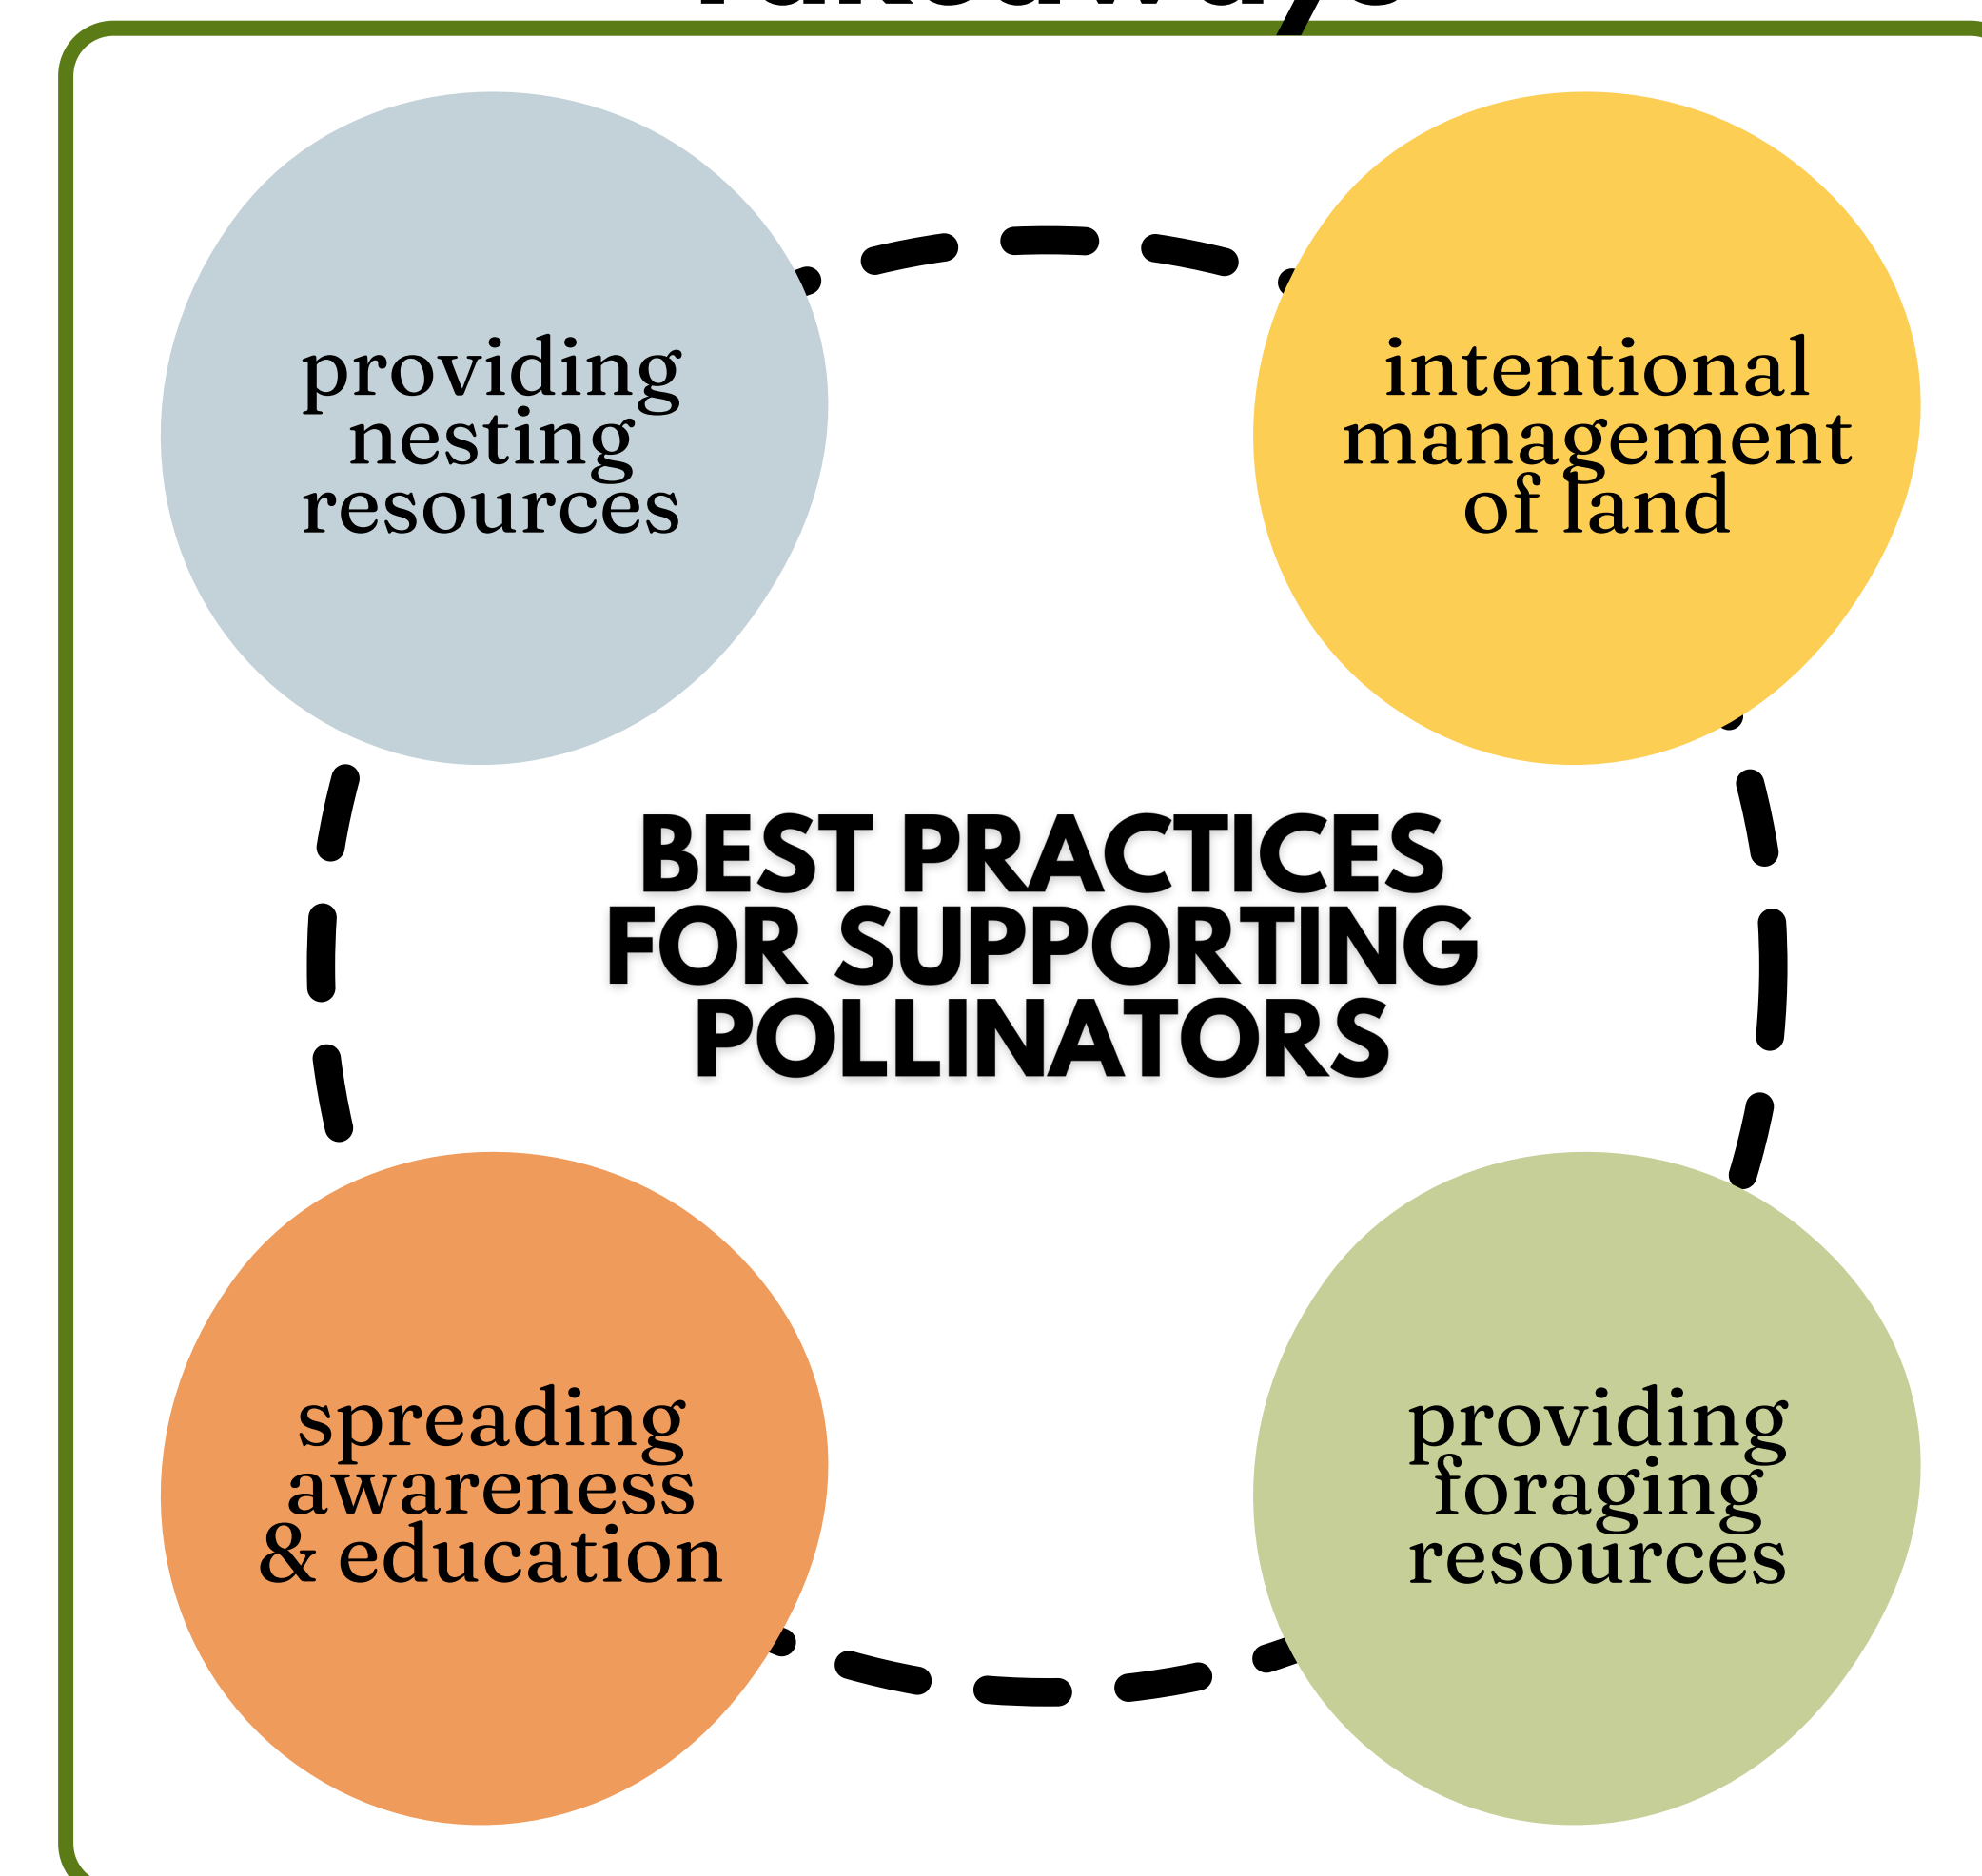 providing
nesting
resources
intentional
management
of land
BEST PRACTICES
FOR SUPPORTING
POLLINATORS
spreading
awareness
& education
providing
foraging
resources